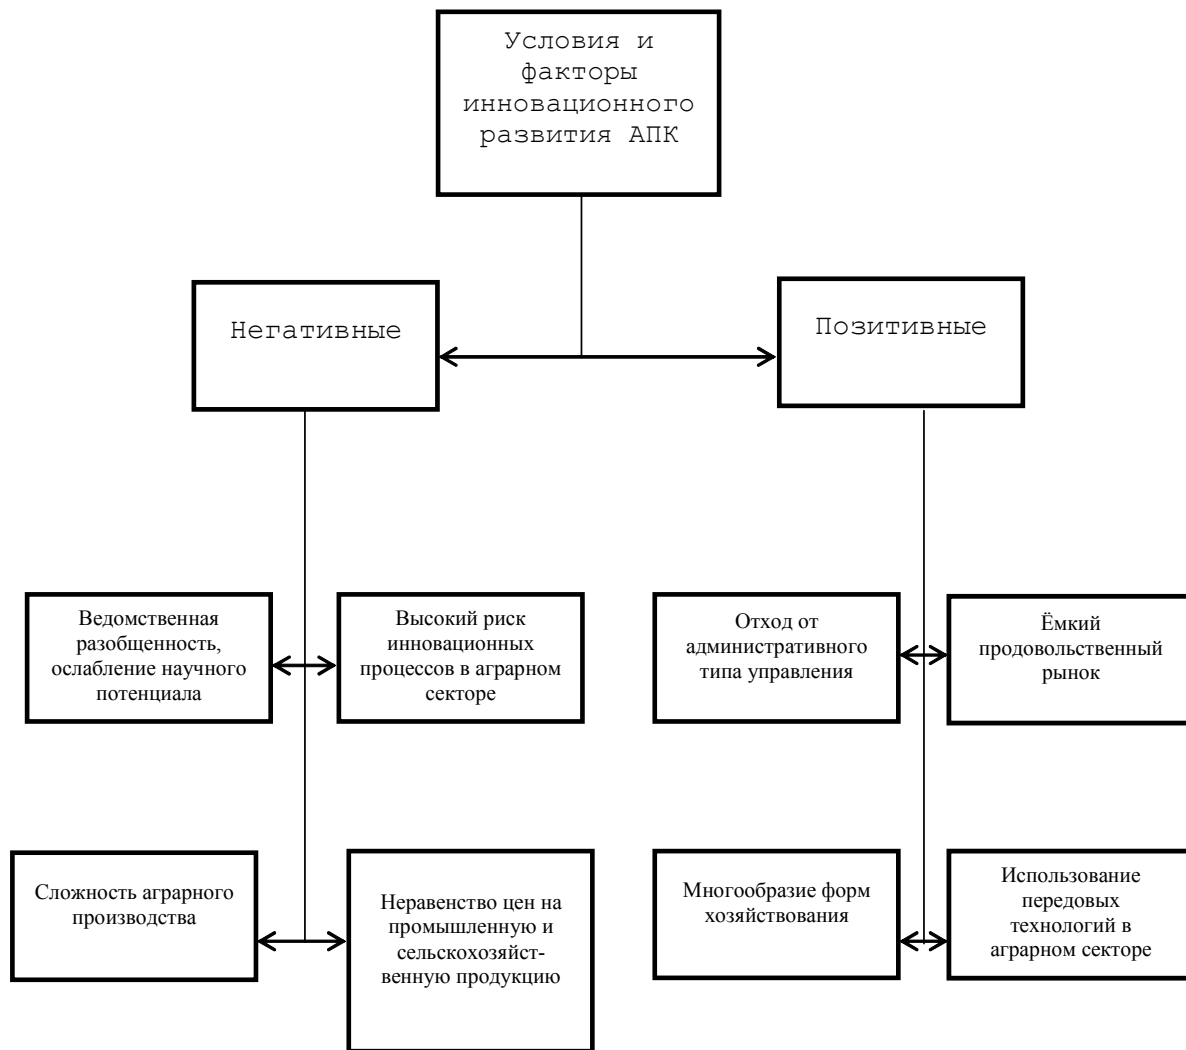 Условия и
факторы
инновационного
развития АПК
Негативные
Позитивные
Ведомственная
разобщенность,
ослабление научного
потенциала
Высокий риск
инновационных
процессов в аграрном
секторе
Отход от
административного
типа управления
Ёмкий
продовольственный
рынок
Сложность аграрного
производства
Неравенство цен на
промышленную и
сельскохозяйст-
венную продукцию
Многообразие форм
хозяйствования
Использование
передовых
технологий в
аграрном секторе